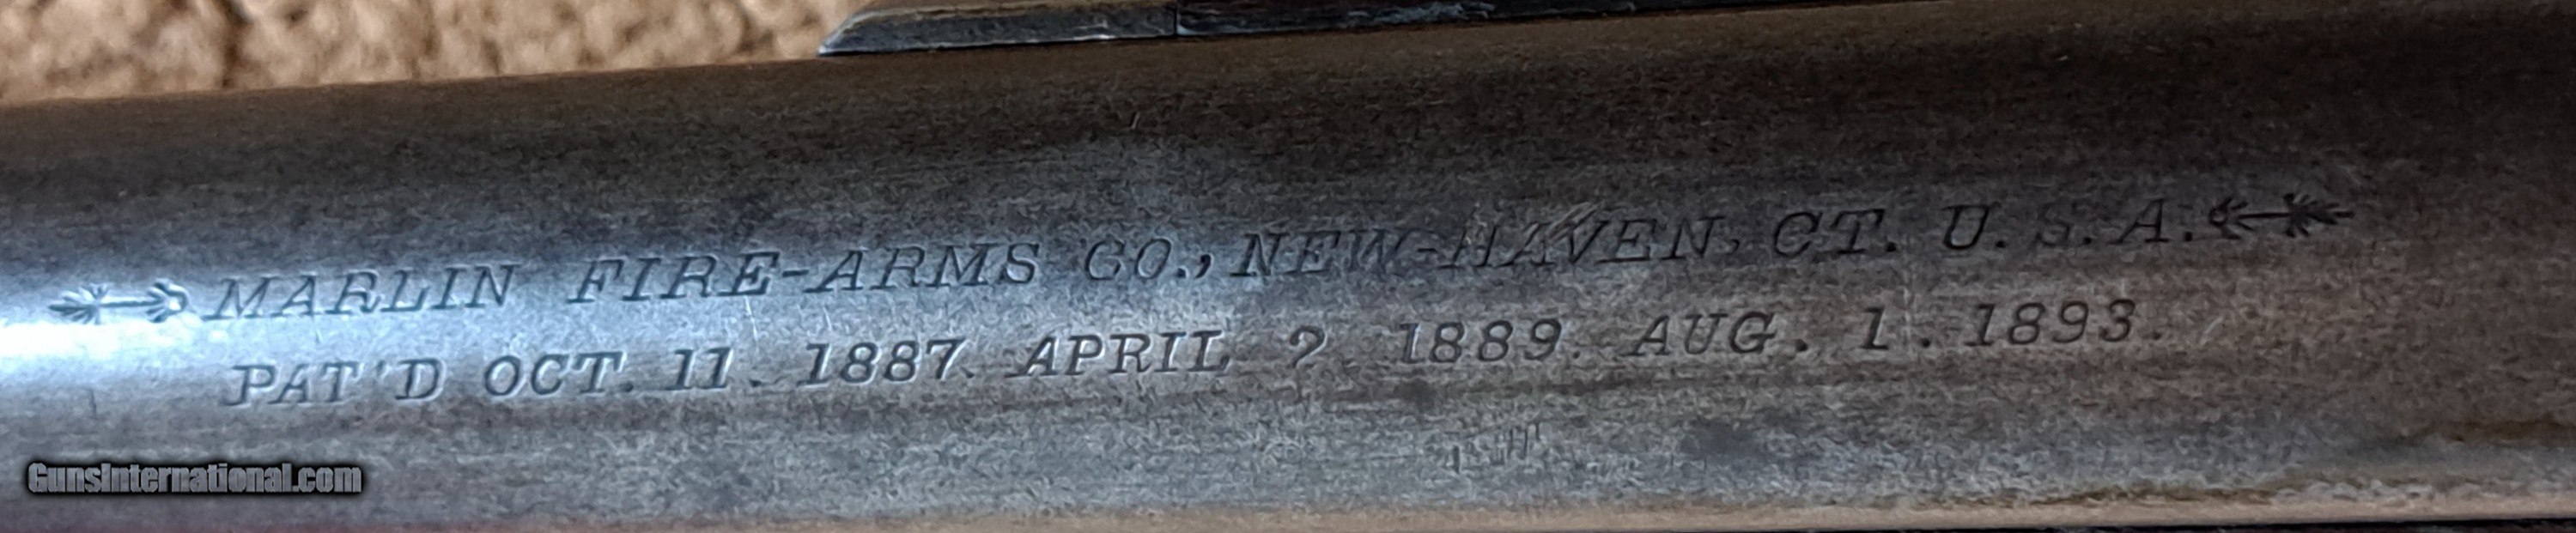 MARLIN FIRE-ARMS CO., NEW-HAVEN, CT. U. S. A.
PAT'D OCT. 11. 1887. APRIL 2. 1889. AUG. 1. 1893.
GunsInternational.com